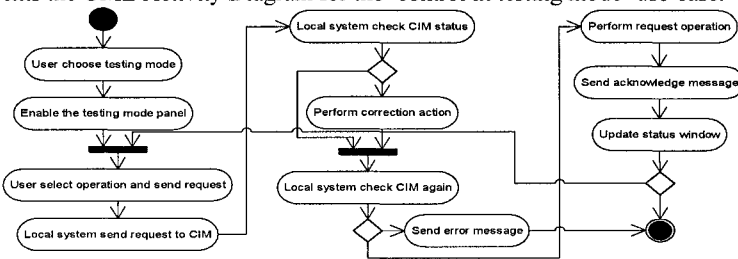 User choose testing mode
Enable the testing mode panel
User select operation and send request
Local system send request to CIM
Local system check CIM status
Perform correction action
Local system check CIM again
Send error message
Perform request operation
Send acknowledge message
Update status window